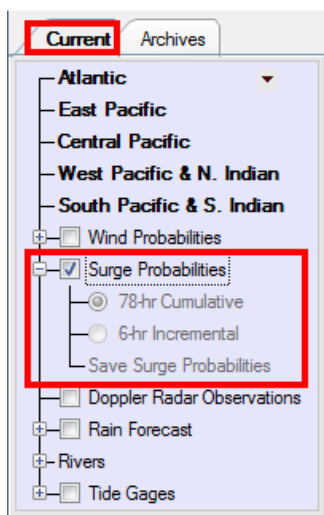 Current Archives
Atlantic
East Pacific
Central Pacific
West Pacific & N. Indian
South Pacific & S. Indian
Wind Probabilities
Surge Probabilities
78-hr Cumulative
6-hr Incremental
Save Surge Probabilities
Doppler Radar Observations
Rain Forecast
Rivers
Tide Gages